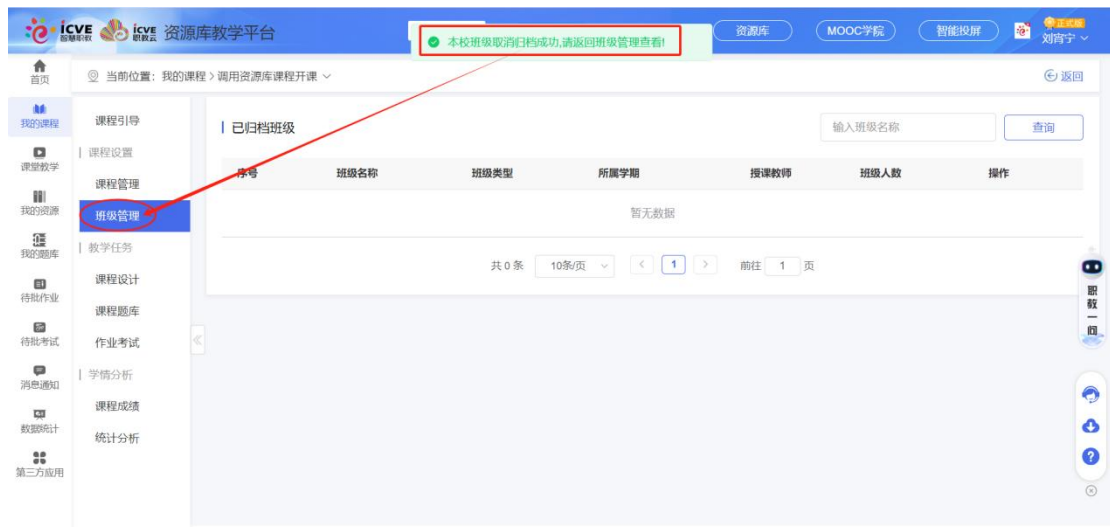 icve 智慧职教 icve 职教云 资源库教学平台
本校班级取消归档成功,请返回班级管理查看!
资源库
MOOC学院
智能投屏
正式版
刘宵宁
首页
当前位置：我的课程 > 调用资源库课程开课
返回
我的课程
课堂教学
我的资源
我的题库
待批作业
待批考试
消息通知
数据统计
第三方应用
课程引导
课程设置
课程管理
班级管理
教学任务
课程设计
课程题库
作业考试
学情分析
课程成绩
统计分析
已归档班级
输入班级名称
查询
序号 班级名称 班级类型 所属学期 授课教师 班级人数 操作
暂无数据
共 0 条 10条/页 < 1 > 前往 1 页
职教一问